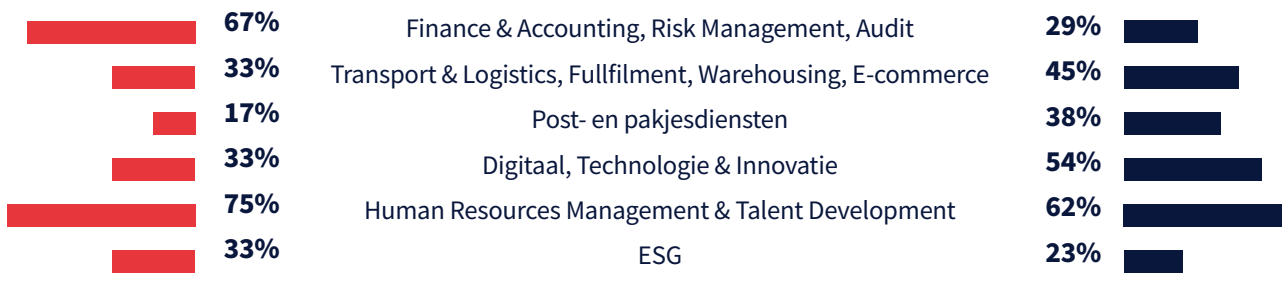 67% Finance & Accounting, Risk Management, Audit 29%
33% Transport & Logistics, Fullfilment, Warehousing, E-commerce 45%
17% Post- en pakjesdiensten 38%
33% Digitaal, Technologie & Innovatie 54%
75% Human Resources Management & Talent Development 62%
33% ESG 23%